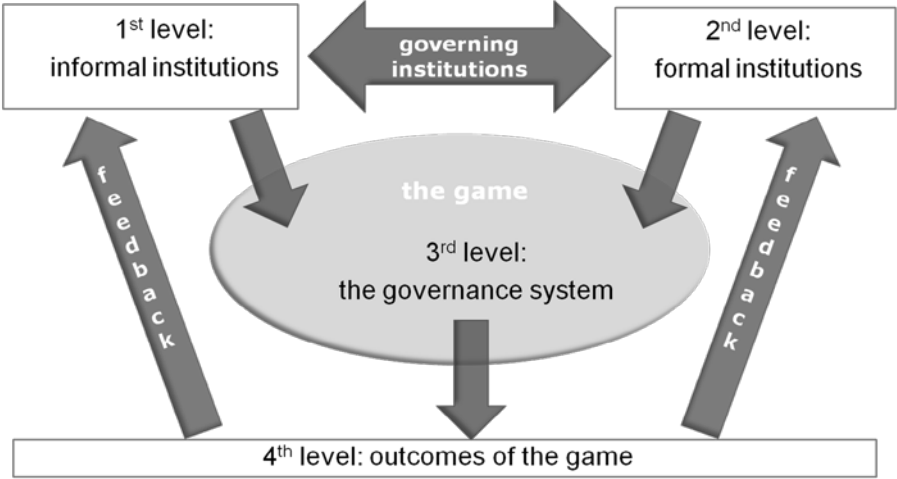 1st level:
informal institutions
governing
institutions
2nd level:
formal institutions
the game
3rd level:
the governance system
feedback
feedback
4th level: outcomes of the game